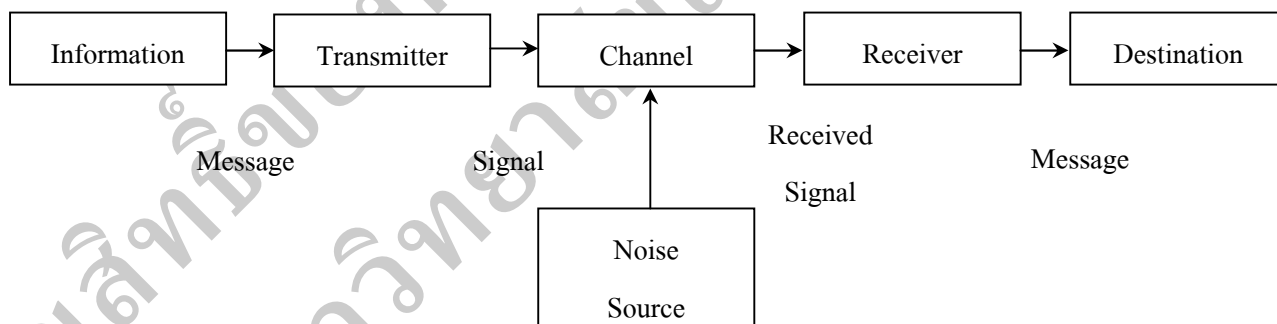 Information
Transmitter
Channel
Receiver
Destination
Message
Signal
Received
Signal
Message
Noise
Source